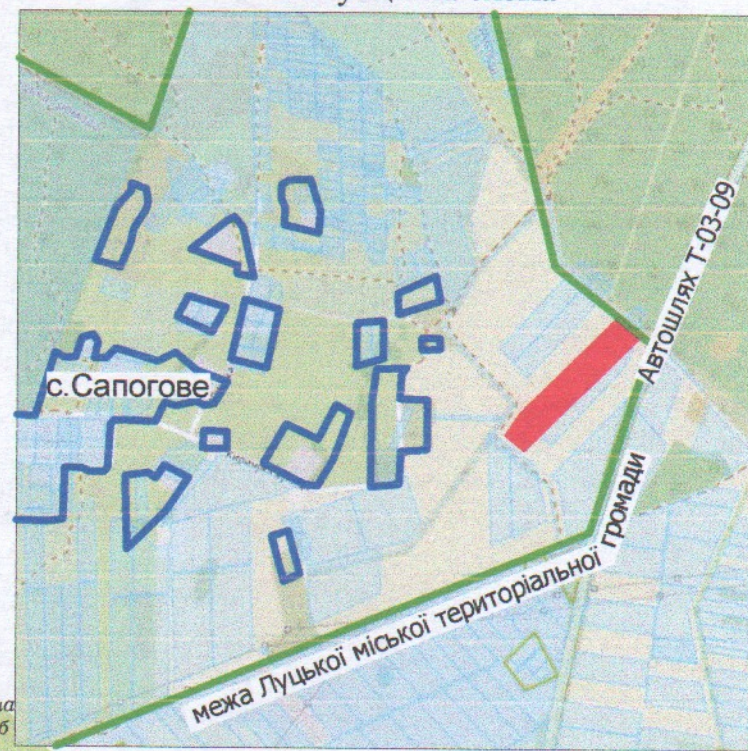 с.Сапогове
Автошлях Т-03-09
межа Луцької міської територіальної громади